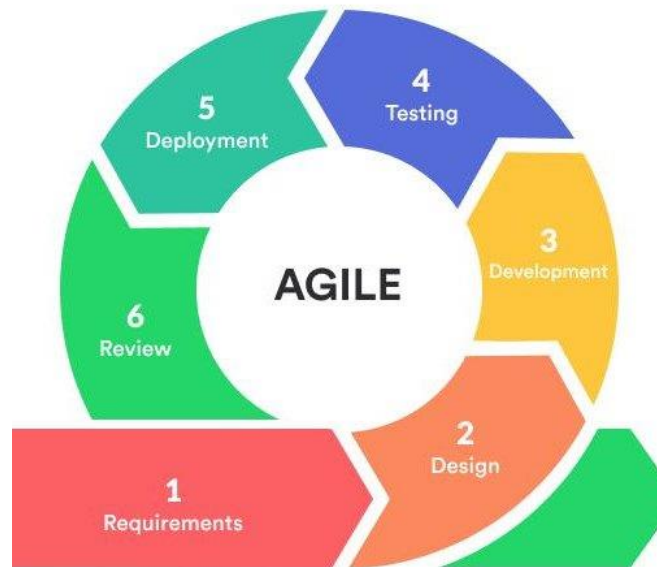 1
Requirements
2
Design
3
Development
4
Testing
5
Deployment
6
Review
AGILE